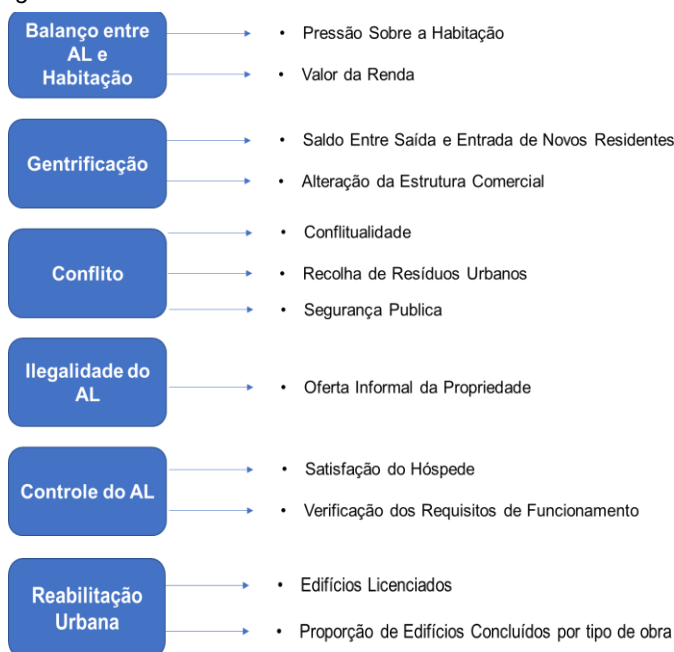 Balanço entre
AL e
Habitação
• Pressão Sobre a Habitação
• Valor da Renda
Gentrificação
• Saldo Entre Saída e Entrada de Novos Residentes
• Alteração da Estrutura Comercial
Conflito
• Conflitualidade
• Recolha de Resíduos Urbanos
• Segurança Publica
Ilegalidade do
AL
• Oferta Informal da Propriedade
Controle do AL
• Satisfação do Hóspede
• Verificação dos Requisitos de Funcionamento
Reabilitação
Urbana
• Edifícios Licenciados
• Proporção de Edifícios Concluídos por tipo de obra